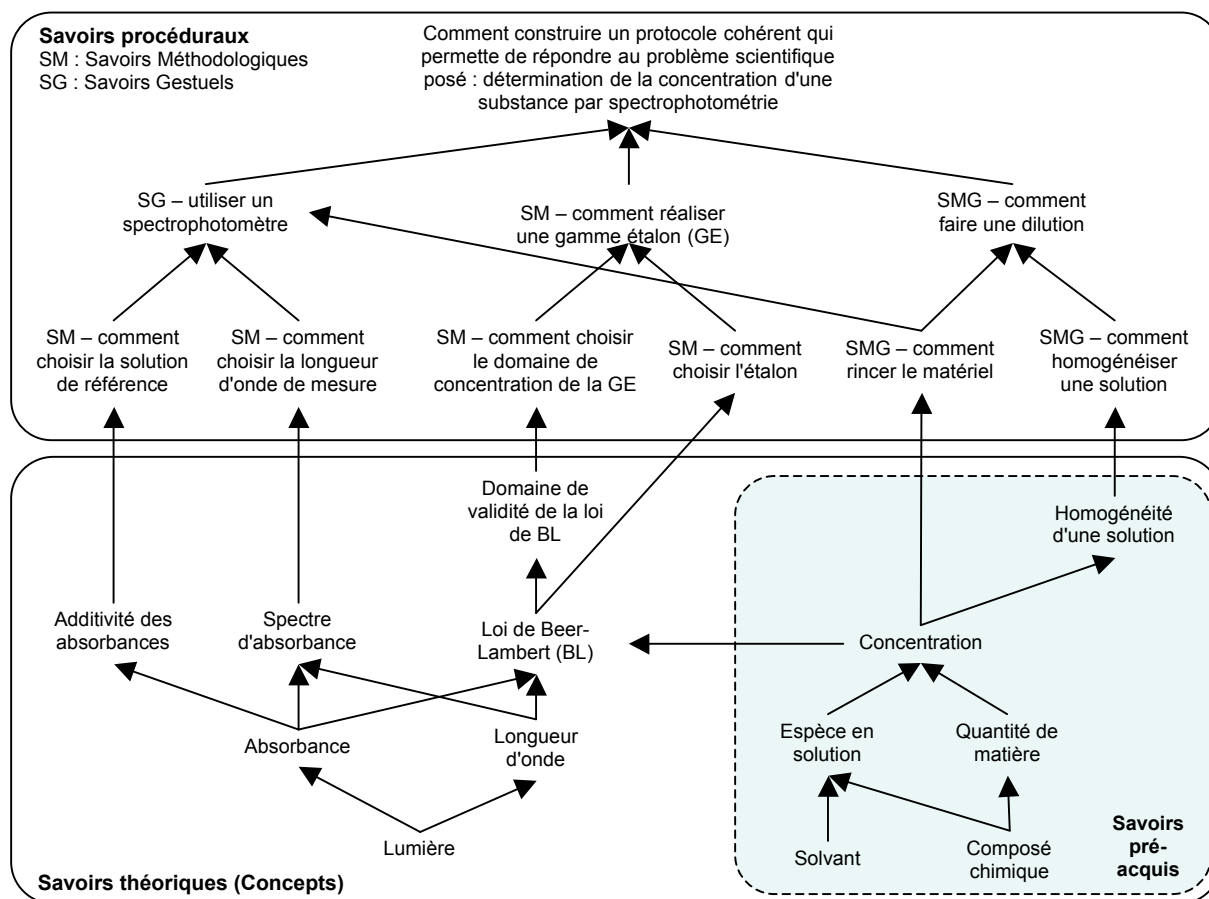 Savoirs procéduraux
SM : Savoirs Méthodologiques
SG : Savoirs Gestuels
Comment construire un protocole cohérent qui
permette de répondre au problème scientifique
posé : détermination de la concentration d'une
substance par spectrophotométrie
SG – utiliser un
spectrophotomètre
SM – comment réaliser
une gamme étalon (GE)
SMG – comment
faire une dilution
SM – comment
choisir la solution
de référence
SM – comment
choisir la longueur
d'onde de mesure
SM – comment choisir
le domaine de
concentration de la GE
SM – comment
choisir l'étalon
SMG – comment
rincer le matériel
SMG – comment
homogénéiser
une solution
Domaine de
validité de la loi
de BL
Homogénéité
d'une solution
Additivité des
absorbances
Spectre
d'absorbance
Loi de Beer-
Lambert (BL)
Concentration
Absorbance
Longueur
d'onde
Espèce en
solution
Quantité de
matière
Lumière
Solvant
Composé
chimique
Savoirs
pré-
acquis
Savoirs théoriques (Concepts)